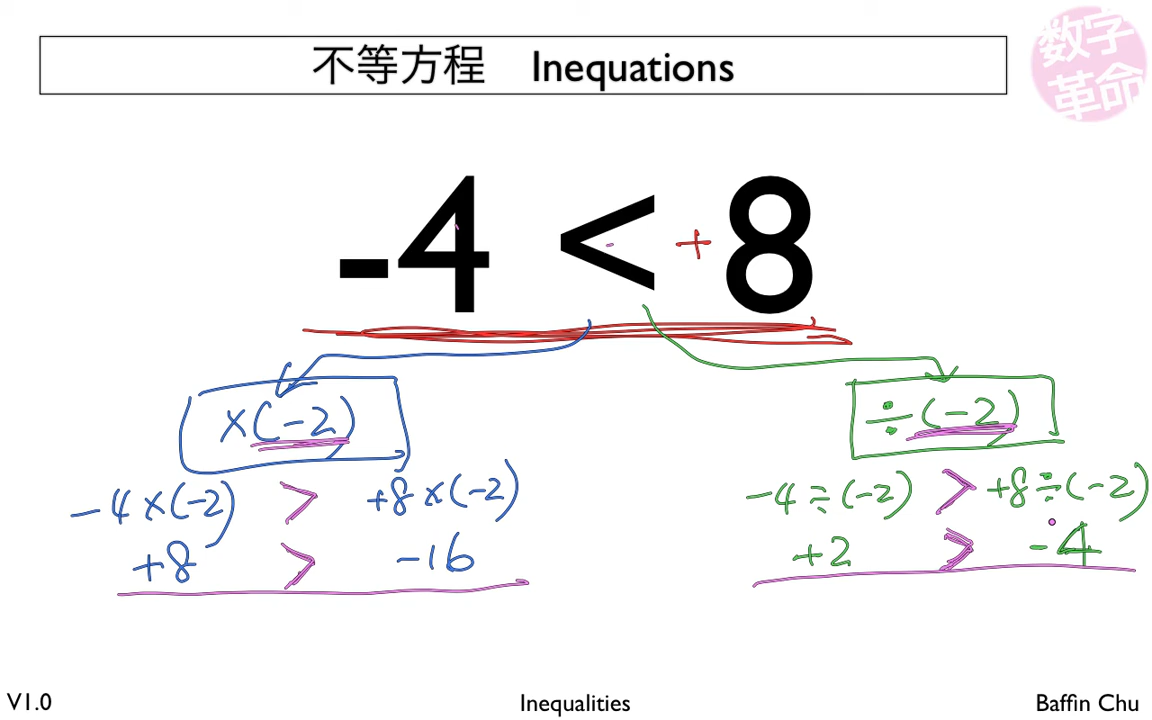 不等方程 Inequations
数字
革命
-4 < + 8
×(-2)
÷(-2)
-4×(-2) > +8×(-2)
+8 > -16
-4÷(-2) > +8÷(-2)
+2 > -4
V1.0 Inequalities Baffin Chu